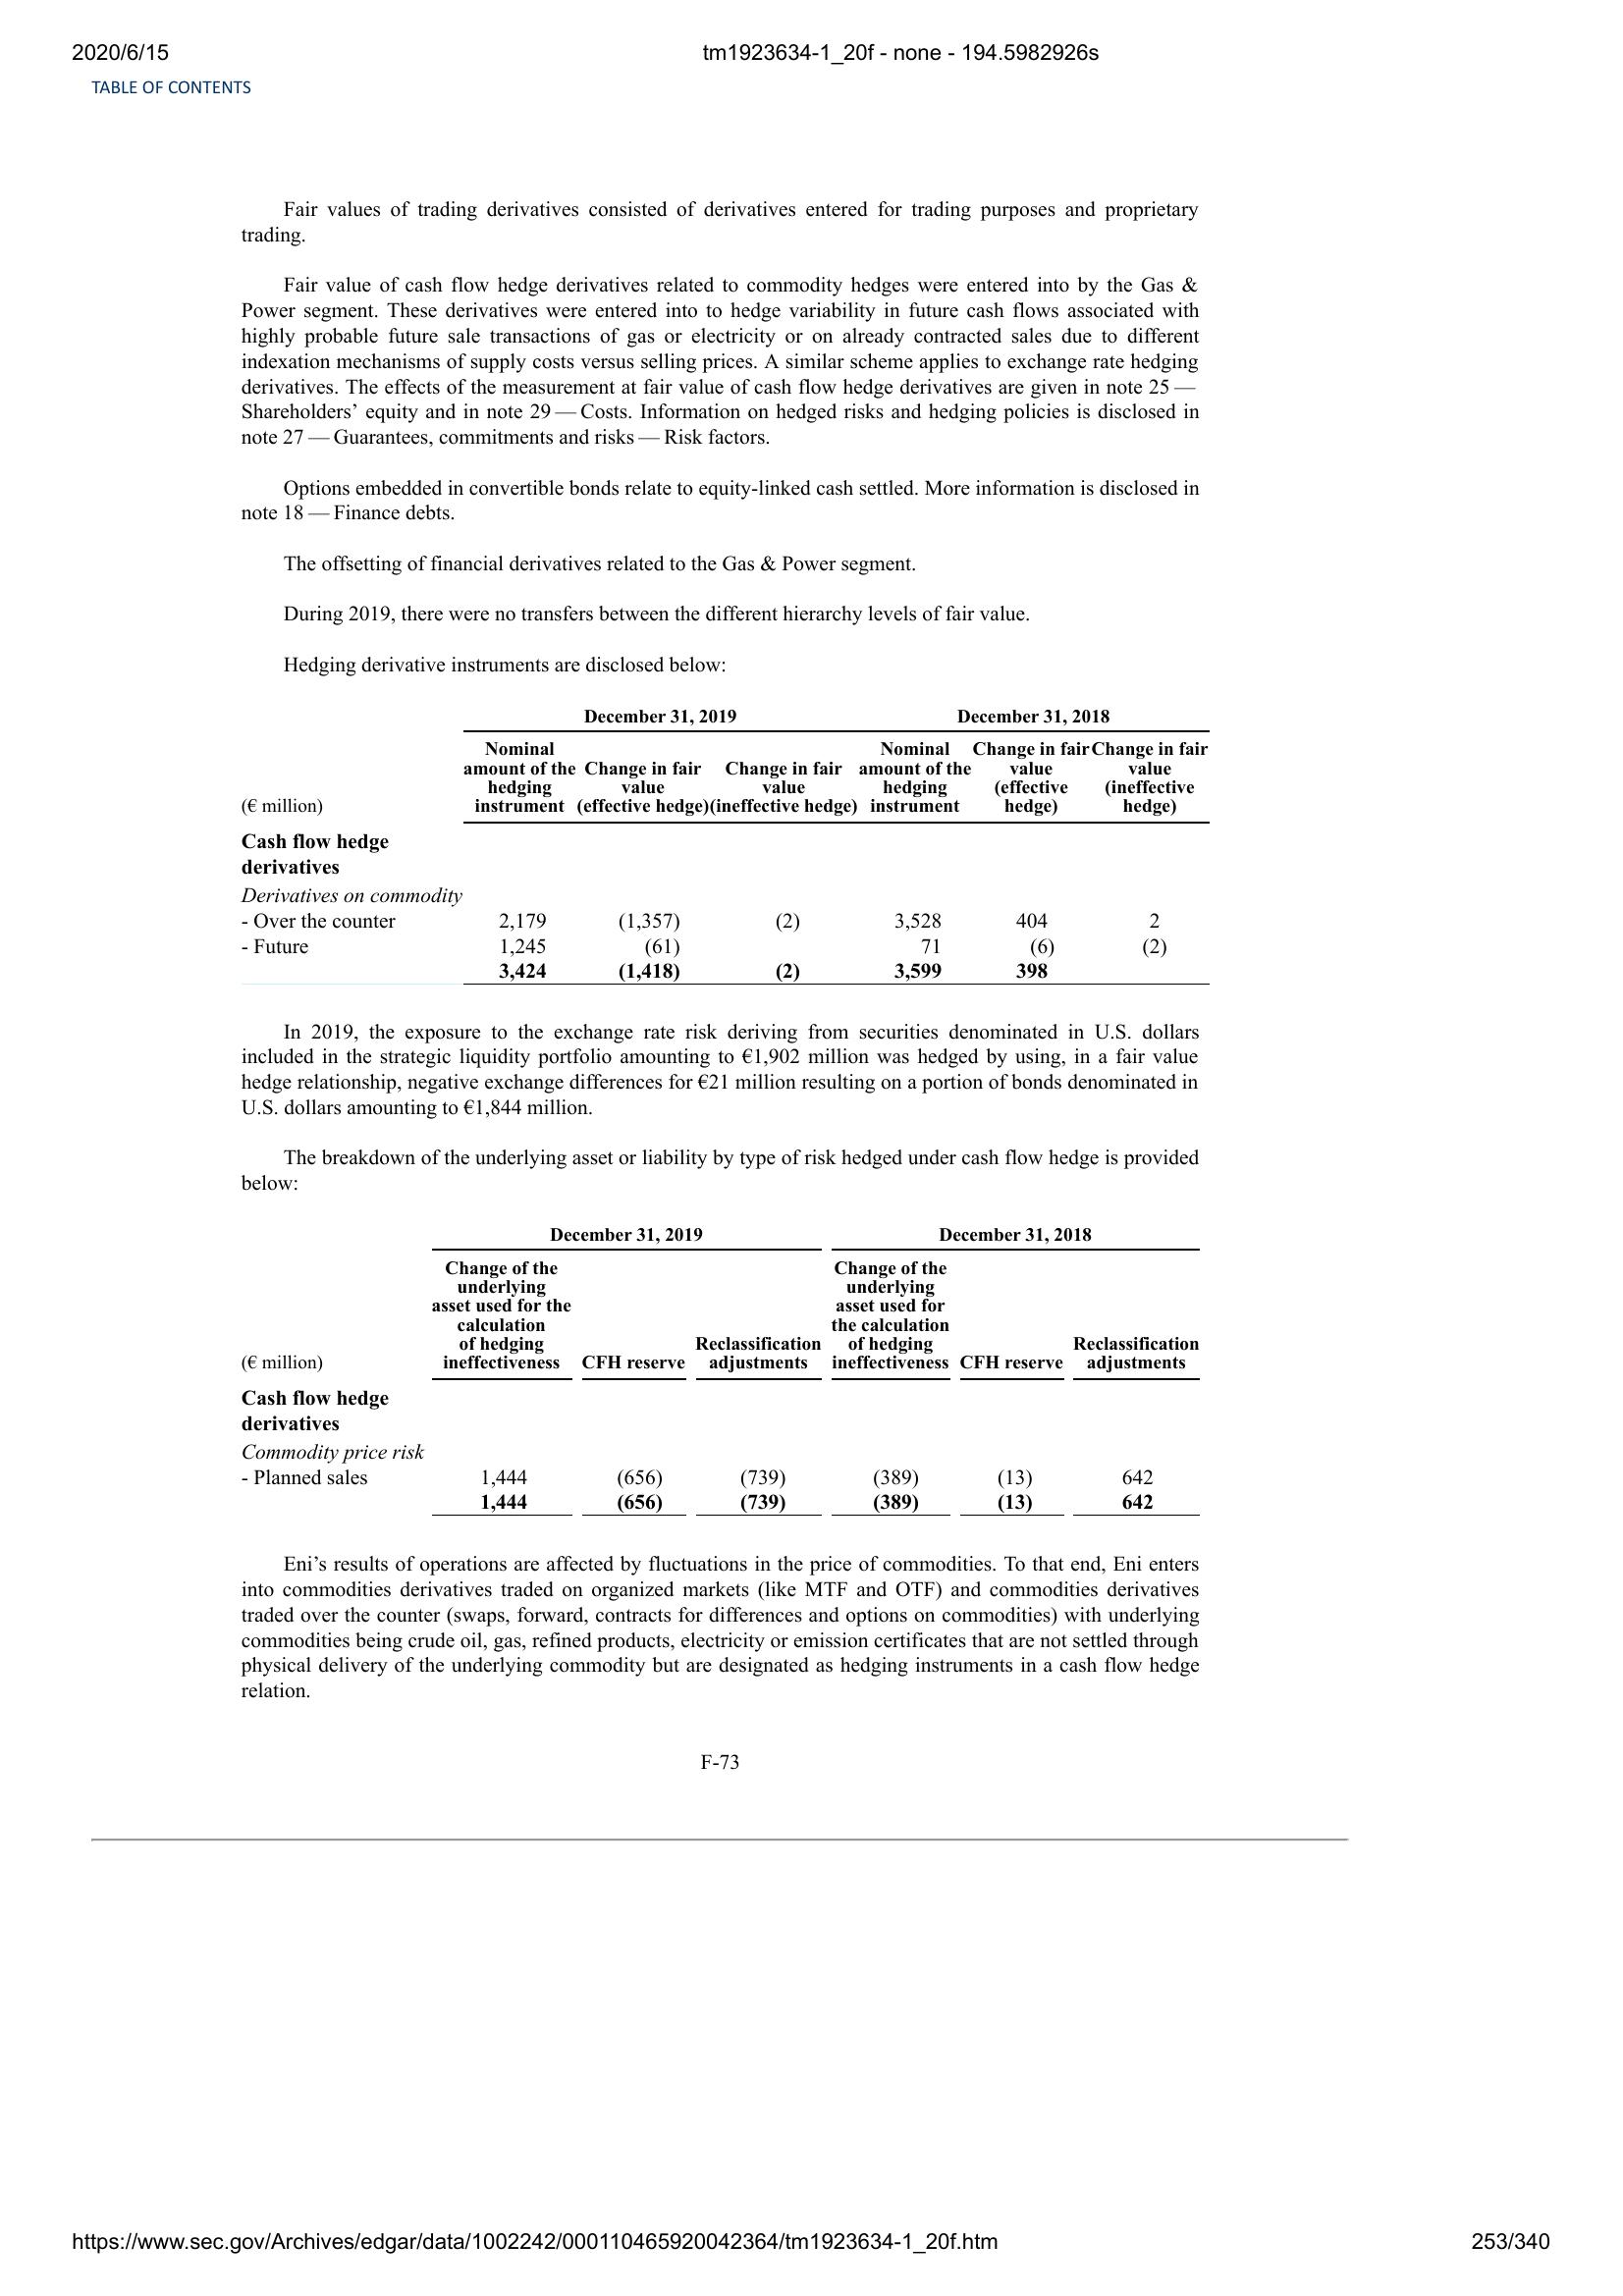 2020/6/15 tm1923634-1_20f - none - 194.5982926s
TABLE OF CONTENTS
Fair values of trading derivatives consisted of derivatives entered for trading purposes and proprietary
trading.
Fair value of cash flow hedge derivatives related to commodity hedges were entered into by the Gas &
Power segment. These derivatives were entered into to hedge variability in future cash flows associated with
highly probable future sale transactions of gas or electricity or on already contracted sales due to different
indexation mechanisms of supply costs versus selling prices. A similar scheme applies to exchange rate hedging
derivatives. The effects of the measurement at fair value of cash flow hedge derivatives are given in note 25 —
Shareholders’ equity and in note 29 — Costs. Information on hedged risks and hedging policies is disclosed in
note 27 — Guarantees, commitments and risks — Risk factors.
Options embedded in convertible bonds relate to equity-linked cash settled. More information is disclosed in
note 18 — Finance debts.
The offsetting of financial derivatives related to the Gas & Power segment.
During 2019, there were no transfers between the different hierarchy levels of fair value.
Hedging derivative instruments are disclosed below:
December 31, 2019 December 31, 2018
Nominal Nominal Change in fair Change in fair
amount of the Change in fair Change in fair amount of the value value
hedging value value hedging (effective (ineffective
(€ million) instrument (effective hedge) (ineffective hedge) instrument hedge) hedge)
Cash flow hedge
derivatives
Derivatives on commodity
- Over the counter 2,179 (1,357) (2) 3,528 404 2
- Future 1,245 (61) 71 (6) (2)
3,424 (1,418) (2) 3,599 398
In 2019, the exposure to the exchange rate risk deriving from securities denominated in U.S. dollars
included in the strategic liquidity portfolio amounting to €1,902 million was hedged by using, in a fair value
hedge relationship, negative exchange differences for €21 million resulting on a portion of bonds denominated in
U.S. dollars amounting to €1,844 million.
The breakdown of the underlying asset or liability by type of risk hedged under cash flow hedge is provided
below:
December 31, 2019 December 31, 2018
Change of the Change of the
underlying underlying
asset used for the asset used for
calculation the calculation
of hedging Reclassification of hedging Reclassification
(€ million) ineffectiveness CFH reserve adjustments ineffectiveness CFH reserve adjustments
Cash flow hedge
derivatives
Commodity price risk
- Planned sales 1,444 (656) (739) (389) (13) 642
1,444 (656) (739) (389) (13) 642
Eni’s results of operations are affected by fluctuations in the price of commodities. To that end, Eni enters
into commodities derivatives traded on organized markets (like MTF and OTF) and commodities derivatives
traded over the counter (swaps, forward, contracts for differences and options on commodities) with underlying
commodities being crude oil, gas, refined products, electricity or emission certificates that are not settled through
physical delivery of the underlying commodity but are designated as hedging instruments in a cash flow hedge
relation.
F-73
https://www.sec.gov/Archives/edgar/data/1002242/000110465920042364/tm1923634-1_20f.htm 253/340